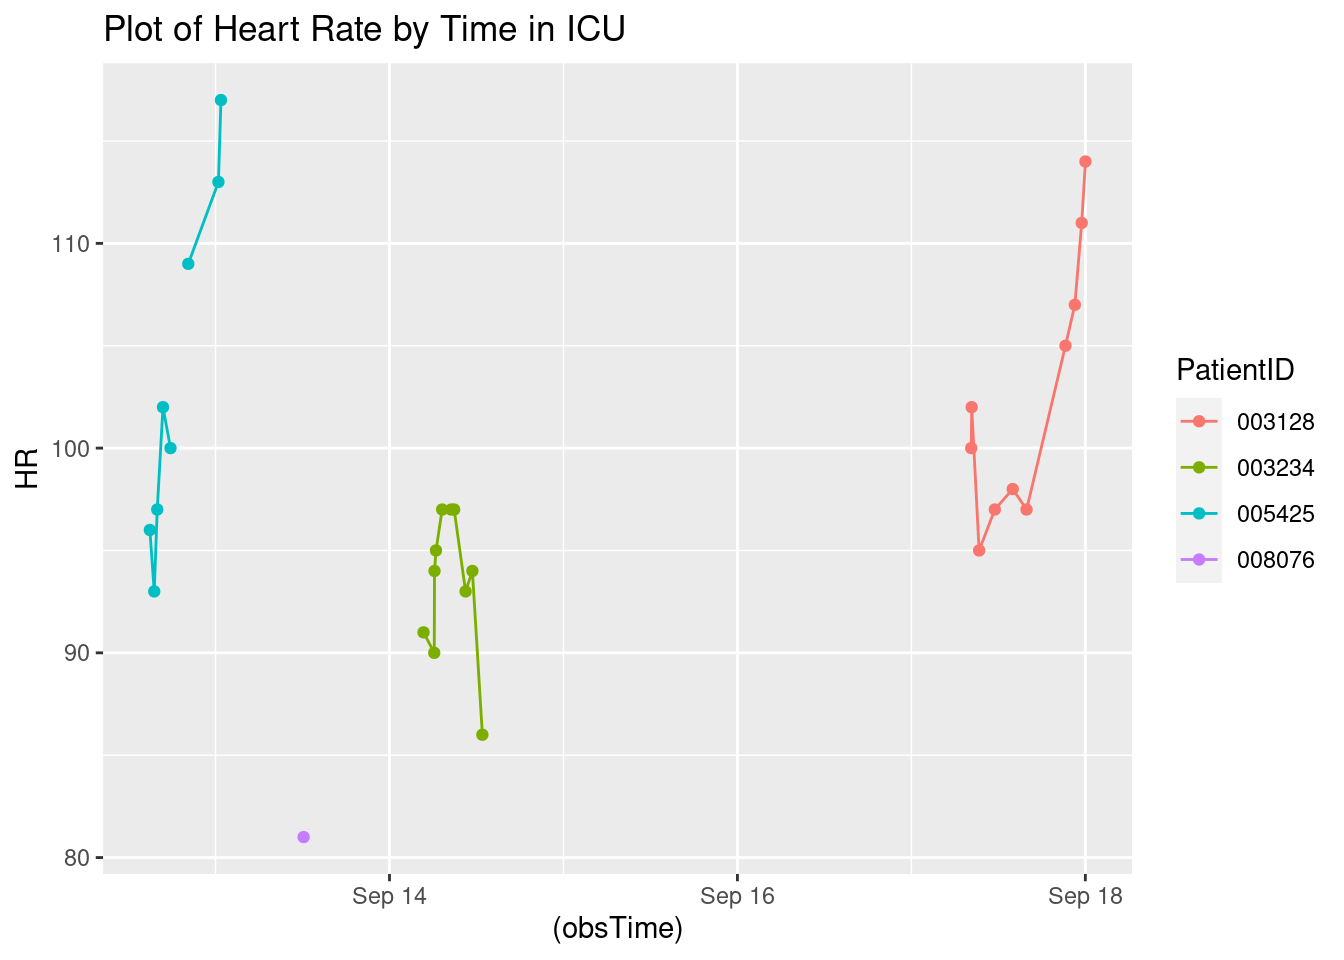 Plot of Heart Rate by Time in ICU
HR
110
100
90
80
Sep 14
Sep 16
Sep 18
(obsTime)
PatientID
003128
003234
005425
008076